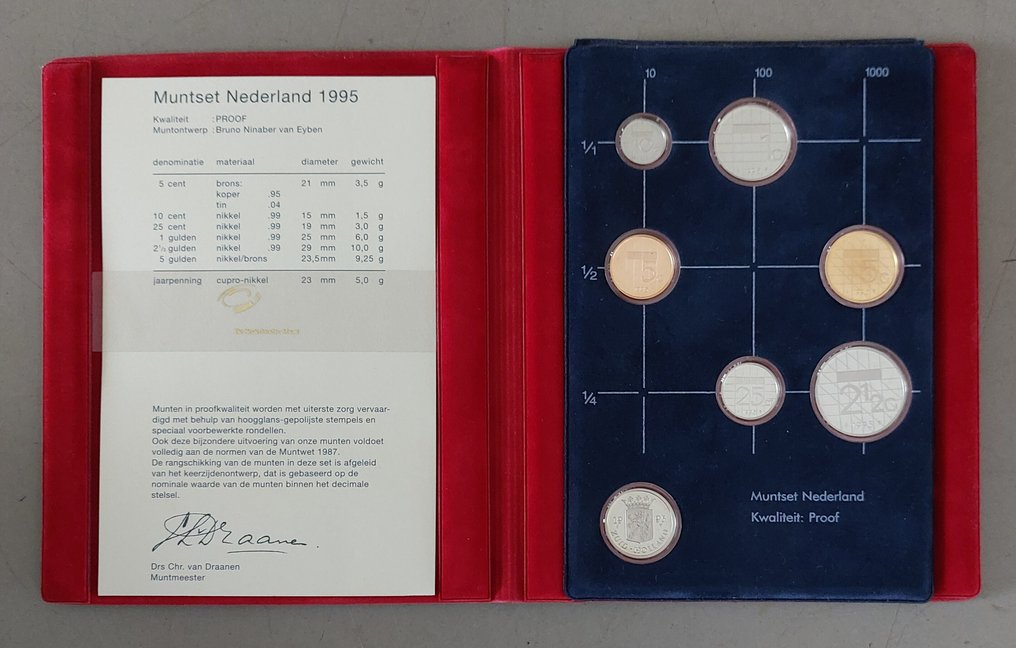 Muntset Nederland 1995
Kwaliteit :PROOF
Muntontwerp :Bruno Ninaber van Eyben
denominatie materiaal diameter gewicht
5 cent brons: 21 mm 3,5 g
koper .95
tin .04
10 cent nikkel .99 15 mm 1,5 g
25 cent nikkel .99 19 mm 3,0 g
1 gulden nikkel .99 25 mm 6,0 g
2½ gulden nikkel .99 29 mm 10,0 g
5 gulden nikkel/brons 23,5mm 9,25 g
jaarpenning cupro-nikkel 23 mm 5,0 g
Munten in proefkwaliteit worden met uiterste zorg vervaar-
digd met behulp van hoogglans-gepolijste stempels en
speciaal voorbewerkte rondellen.
Ook deze bijzondere uitvoering van onze munten voldoet
volledig aan de normen van de Muntwet 1987.
De rangschikking van de munten in deze set is afgeleid
van het keerzijdenontwerp, dat is gebaseerd op de
nominale waarde van de munten binnen het decimale
stelsel.
Drs Chr. van Draanen
Muntmeester
10 100 1000
1/1
1/2
5
1/4
25
2½
1995
1995
Muntset Nederland
Kwaliteit: Proof